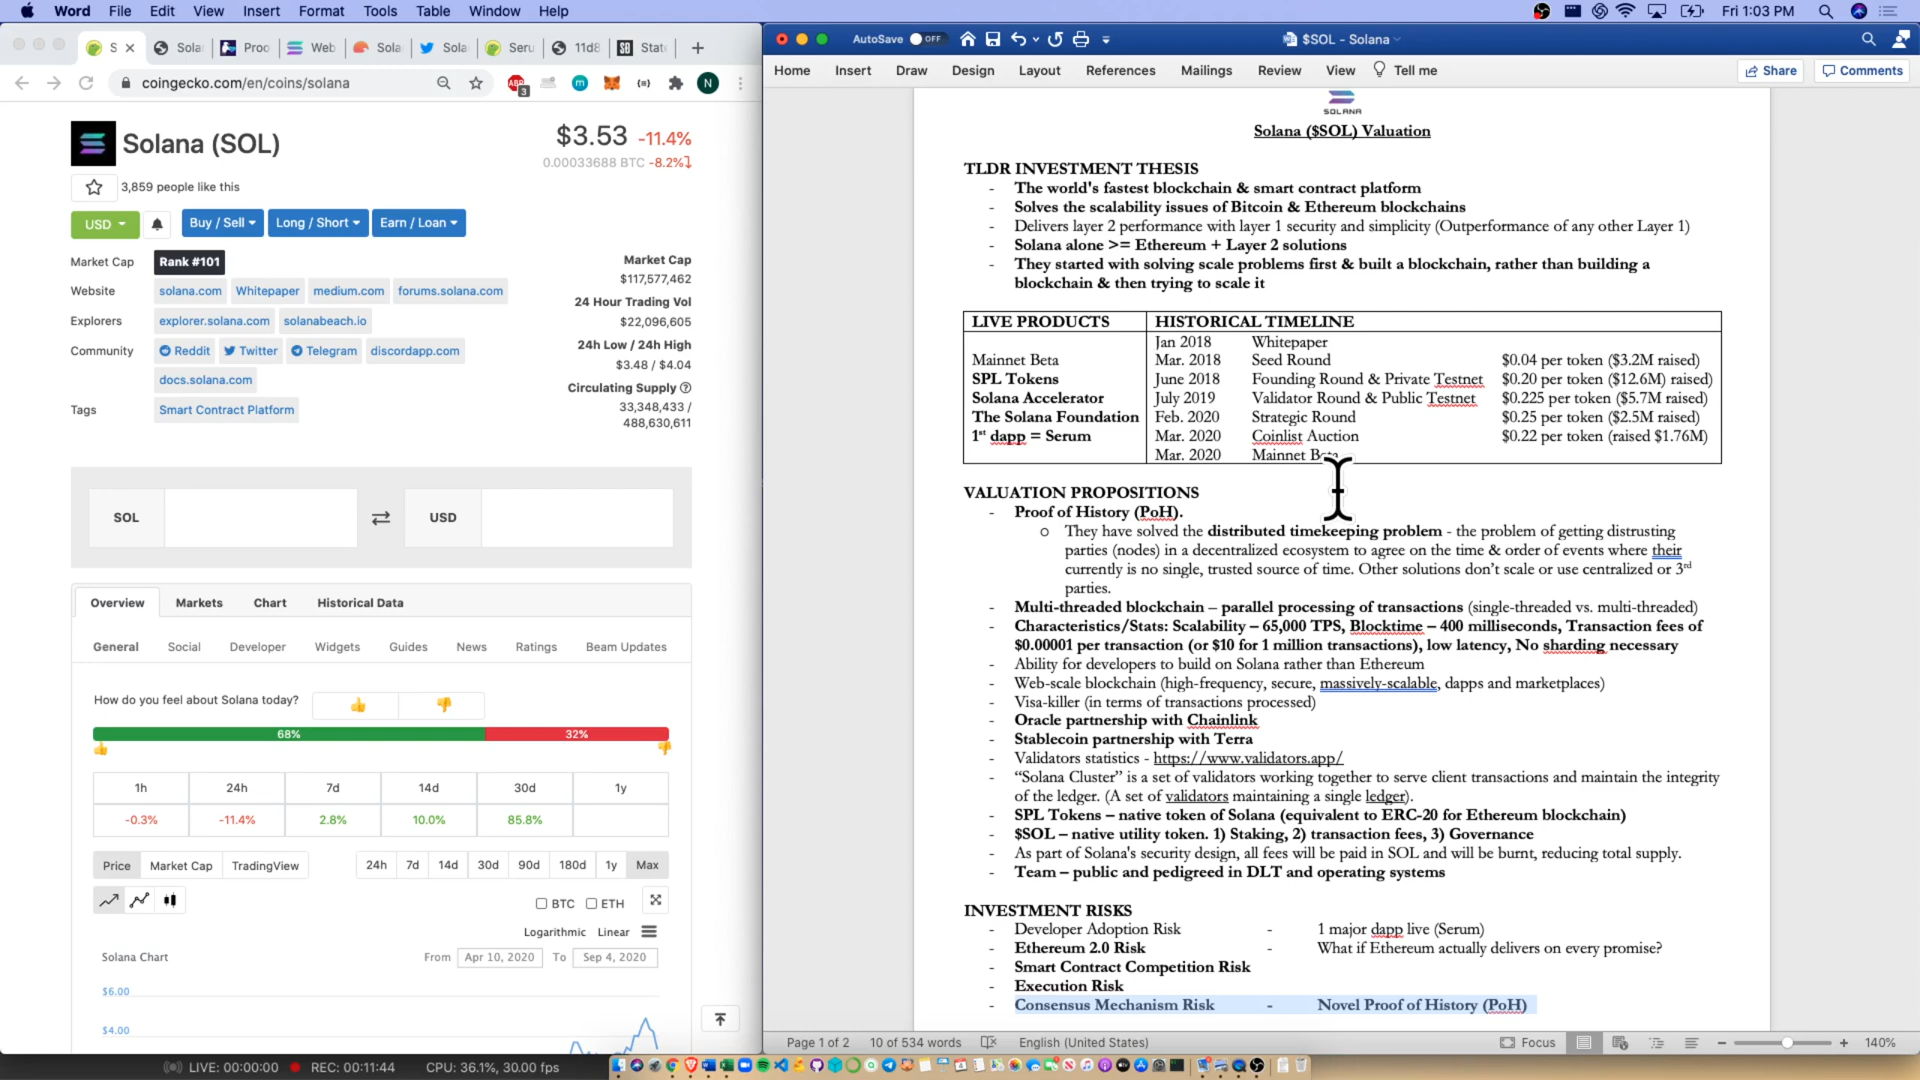 Word File Edit View Insert Format Tools Table Window Help Fri 1:03 PM
S Sola Proc Web Sola Sola Seru 11d8 State
AutoSave OFF $SOL - Solana
coingecko.com/en/coins/solana
Home Insert Draw Design Layout References Mailings Review View Tell me Share Comments
Solana (SOL)
$3.53 -11.4%
0.00033688 BTC -8.2%
3,859 people like this
USD Buy / Sell Long / Short Earn / Loan
Market Cap Rank #101
Website solana.com Whitepaper medium.com forums.solana.com
Explorers explorer.solana.com solanabeach.io
Community Reddit Twitter Telegram discordapp.com
docs.solana.com
Tags Smart Contract Platform
Market Cap
$117,577,462
24 Hour Trading Vol
$22,096,605
24h Low / 24h High
$3.48 / $4.04
Circulating Supply
33,348,433 /
488,630,611
SOL USD
Overview Markets Chart Historical Data
General Social Developer Widgets Guides News Ratings Beam Updates
How do you feel about Solana today?
68% 32%
1h 24h 7d 14d 30d 1y
-0.3% -11.4% 2.8% 10.0% 85.8%
Price Market Cap TradingView 24h 7d 14d 30d 90d 180d 1y Max
BTC ETH
Logarithmic Linear
Solana Chart From Apr 10, 2020 To Sep 4, 2020
$6.00
$4.00
LIVE: 00:00:00 REC: 00:11:44 CPU: 36.1%, 30.00 fps
SOLANA
Solana ($SOL) Valuation
TLDR INVESTMENT THESIS
- The world's fastest blockchain & smart contract platform
- Solves the scalability issues of Bitcoin & Ethereum blockchains
- Delivers layer 2 performance with layer 1 security and simplicity (Outperformance of any other Layer 1)
- Solana alone >= Ethereum + Layer 2 solutions
- They started with solving scale problems first & built a blockchain, rather than building a
blockchain & then trying to scale it
LIVE PRODUCTS HISTORICAL TIMELINE
Jan 2018 Whitepaper
Mainnet Beta Mar. 2018 Seed Round $0.04 per token ($3.2M raised)
SPL Tokens June 2018 Founding Round & Private Testnet $0.20 per token ($12.6M) raised)
Solana Accelerator July 2019 Validator Round & Public Testnet $0.225 per token ($5.7M raised)
The Solana Foundation Feb. 2020 Strategic Round $0.25 per token ($2.5M raised)
1st dapp = Serum Mar. 2020 Coinlist Auction $0.22 per token (raised $1.76M)
Mar. 2020 Mainnet Beta
VALUATION PROPOSITIONS
- Proof of History (PoH).
o They have solved the distributed timekeeping problem - the problem of getting distrusting
parties (nodes) in a decentralized ecosystem to agree on the time & order of events where their
currently is no single, trusted source of time. Other solutions don't scale or use centralized or 3rd
parties.
- Multi-threaded blockchain – parallel processing of transactions (single-threaded vs. multi-threaded)
- Characteristics/Stats: Scalability – 65,000 TPS, Blocktime – 400 milliseconds, Transaction fees of
$0.00001 per transaction (or $10 for 1 million transactions), low latency, No sharding necessary
- Ability for developers to build on Solana rather than Ethereum
- Web-scale blockchain (high-frequency, secure, massively-scalable, dapps and marketplaces)
- Visa-killer (in terms of transactions processed)
- Oracle partnership with Chainlink
- Stablecoin partnership with Terra
- Validators statistics - https://www.validators.app/
- “Solana Cluster” is a set of validators working together to serve client transactions and maintain the integrity
of the ledger. (A set of validators maintaining a single ledger).
- SPL Tokens – native token of Solana (equivalent to ERC-20 for Ethereum blockchain)
- $SOL – native utility token. 1) Staking, 2) transaction fees, 3) Governance
- As part of Solana's security design, all fees will be paid in SOL and will be burnt, reducing total supply.
- Team – public and pedigreed in DLT and operating systems
INVESTMENT RISKS
- Developer Adoption Risk - 1 major dapp live (Serum)
- Ethereum 2.0 Risk - What if Ethereum actually delivers on every promise?
- Smart Contract Competition Risk
- Execution Risk
- Consensus Mechanism Risk - Novel Proof of History (PoH)
Page 1 of 2 10 of 534 words English (United States) Focus 140%